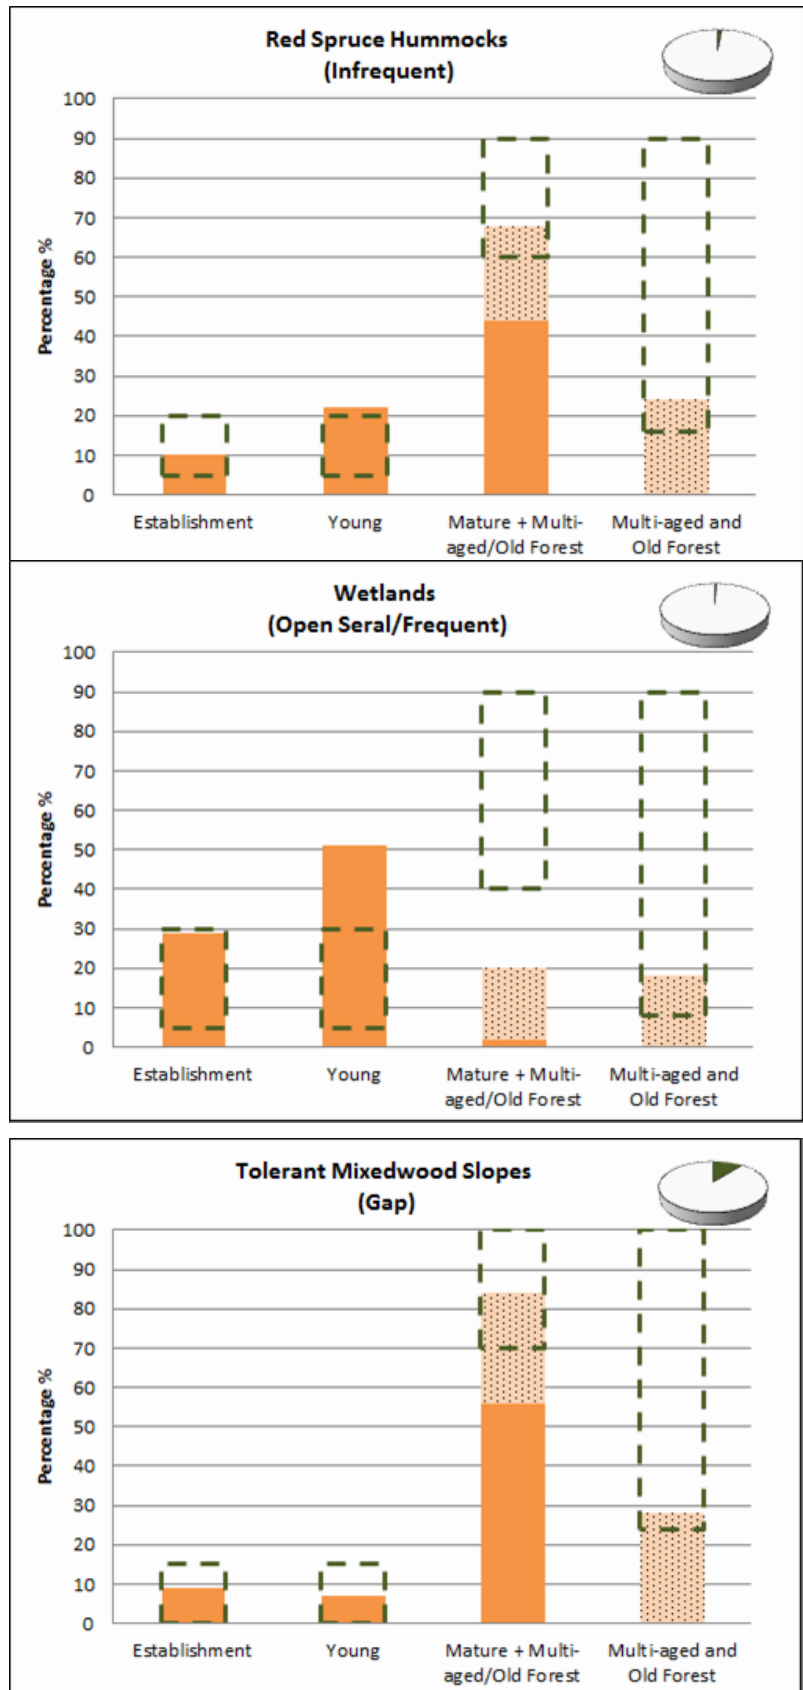 Red Spruce Hummocks
(Infrequent)
Percentage %
100
90
80
70
60
50
40
30
20
10
0
Establishment
Young
Mature + Multi-
aged/Old Forest
Multi-aged and
Old Forest
Wetlands
(Open Seral/Frequent)
Percentage %
100
90
80
70
60
50
40
30
20
10
0
Establishment
Young
Mature + Multi-
aged/Old Forest
Multi-aged and
Old Forest
Tolerant Mixedwood Slopes
(Gap)
Percentage %
100
90
80
70
60
50
40
30
20
10
0
Establishment
Young
Mature + Multi-
aged/Old Forest
Multi-aged and
Old Forest